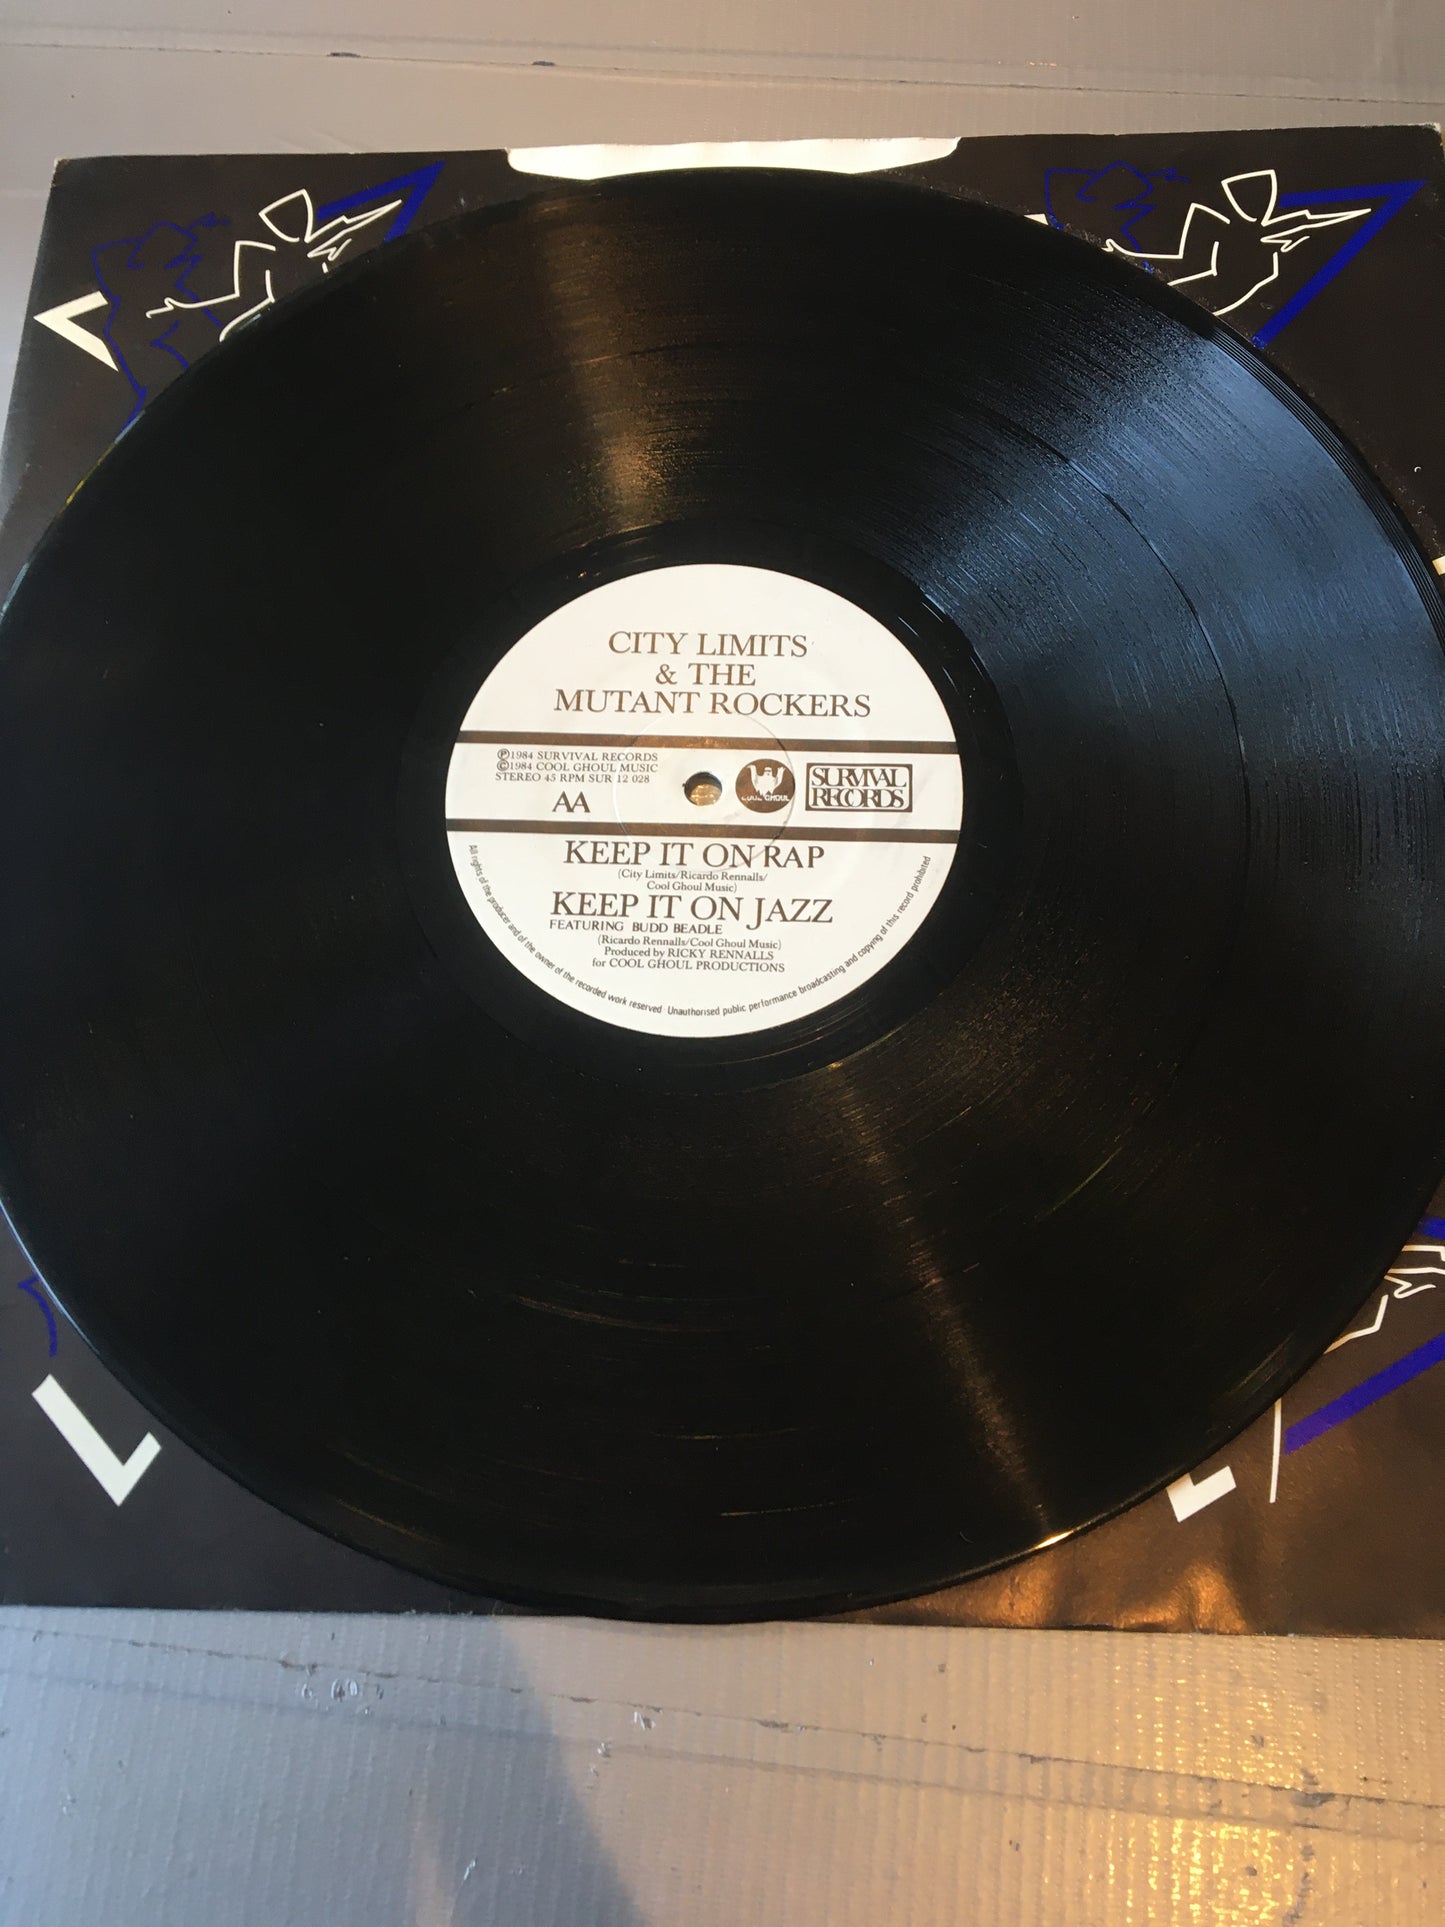 CITY LIMITS
& THE
MUTANT ROCKERS
Ⓟ1984 SURVIVAL RECORDS
©1984 COOL GHOUL MUSIC
STEREO 45 RPM SUR 12 028
AA
COOL GHOUL
SURVIVAL
RECORDS
KEEP IT ON RAP
(City Limits/Ricardo Rennalls/
Cool Ghoul Music)
KEEP IT ON JAZZ
FEATURING BUDD BEADLE
(Ricardo Rennalls/Cool Ghoul Music)
Produced by RICKY RENNALLS
for COOL GHOUL PRODUCTIONS
All rights of the producer and of the owner of the recorded work reserved Unauthorised public performance broadcasting and copying of this record prohibited